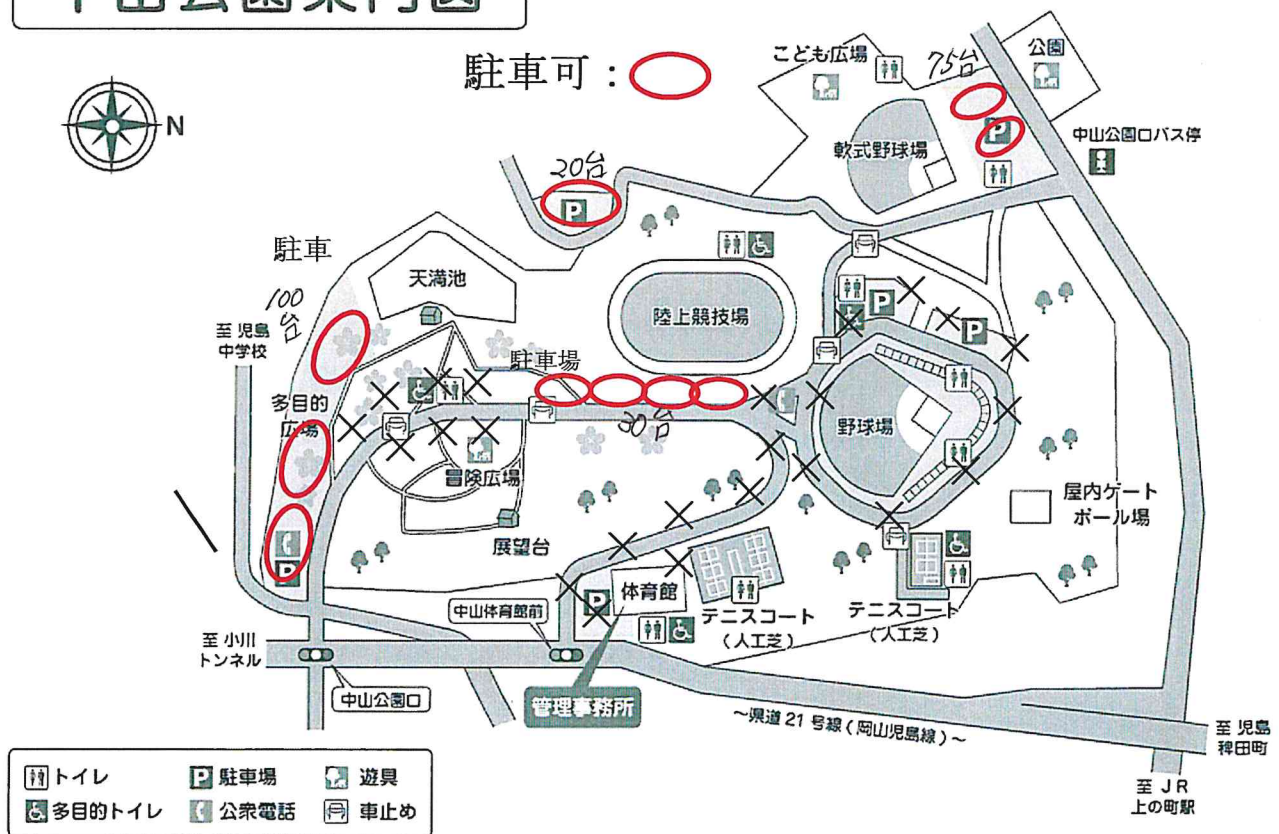 中山公園案内図
駐車可：
N
こども広場
75台
公園
中山公園口バス停
軟式野球場
P
20台
P
駐車
天満池
100台
至 児島
中学校
陸上競技場
P
P
駐車場
多目的
広場
30台
野球場
冒険広場
屋内ゲート
ボール場
展望台
P
体育館
P
テニスコート
（人工芝）
テニスコート
（人工芝）
中山体育館前
至 小川
トンネル
中山公園口
管理事務所
～県道21号線（岡山児島線）～
至 児島
稗田町
至 JR
上の町駅
トイレ
P 駐車場
遊具
多目的トイレ
公衆電話
車止め